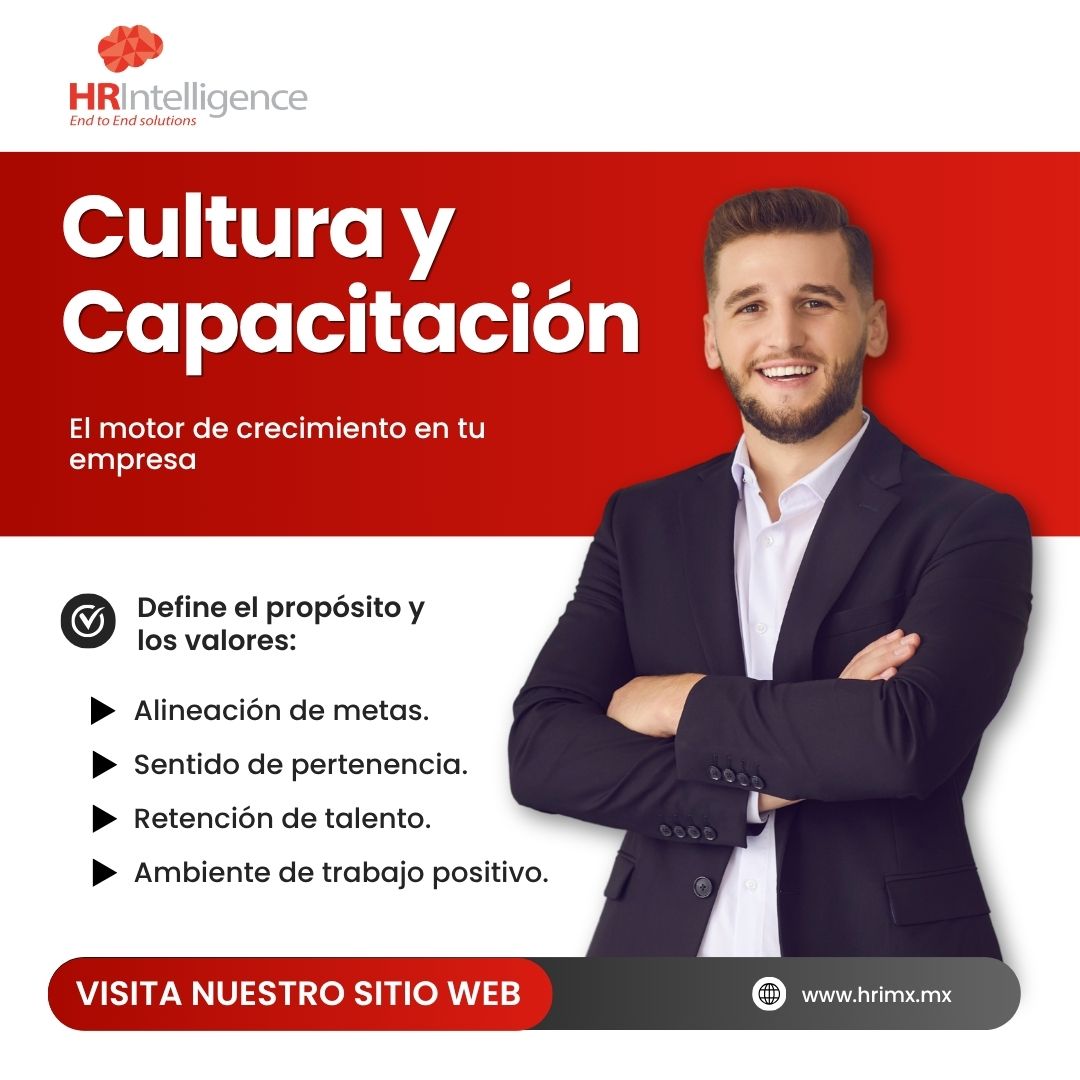 HRIntelligence
End to End solutions
Cultura y
Capacitación
El motor de crecimiento en tu
empresa
Define el propósito y
los valores:
Alineación de metas.
Sentido de pertenencia.
Retención de talento.
Ambiente de trabajo positivo.
VISITA NUESTRO SITIO WEB
www.hrimx.mx